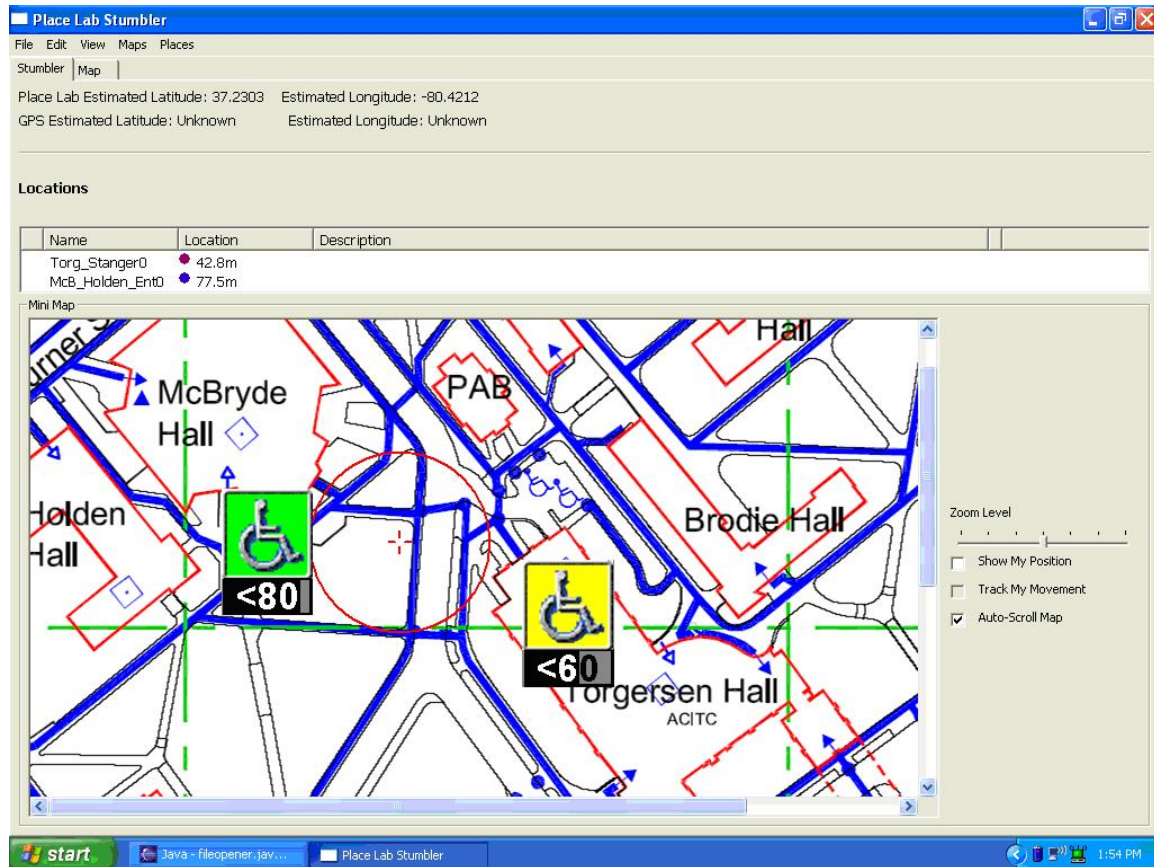 Place Lab Stumbler
File Edit View Maps Places
Stumbler Map
Place Lab Estimated Latitude: 37.2303 Estimated Longitude: -80.4212
GPS Estimated Latitude: Unknown Estimated Longitude: Unknown
Locations
Name Location Description
Torg_Stanger0 42.8m
McB_Holden_Ent0 77.5m
Mini Map
Hall
urner
McBryde
Hall
PAB
Holden
Hall
Brodie Hall
<80
<60
Torgersen Hall
ACITC
Zoom Level
Show My Position
Track My Movement
Auto-Scroll Map
start Java - fileopener.jav... Place Lab Stumbler 1:54 PM